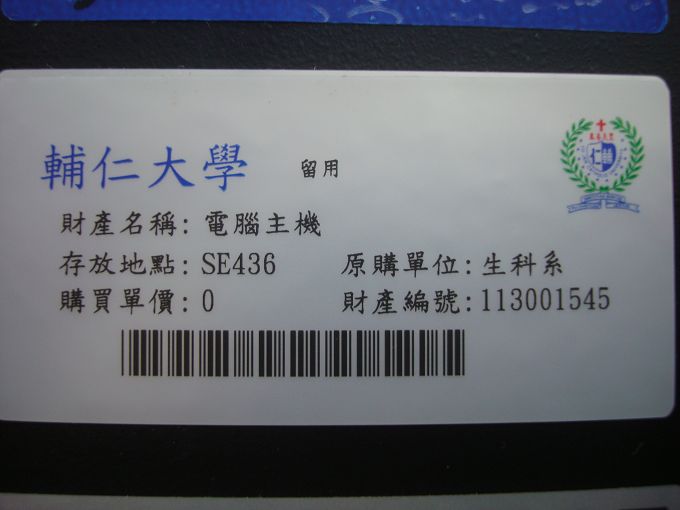 輔仁大學 留用
財產名稱: 電腦主機
存放地點: SE436 原購單位: 生科系
購買單價: 0 財產編號: 113001545